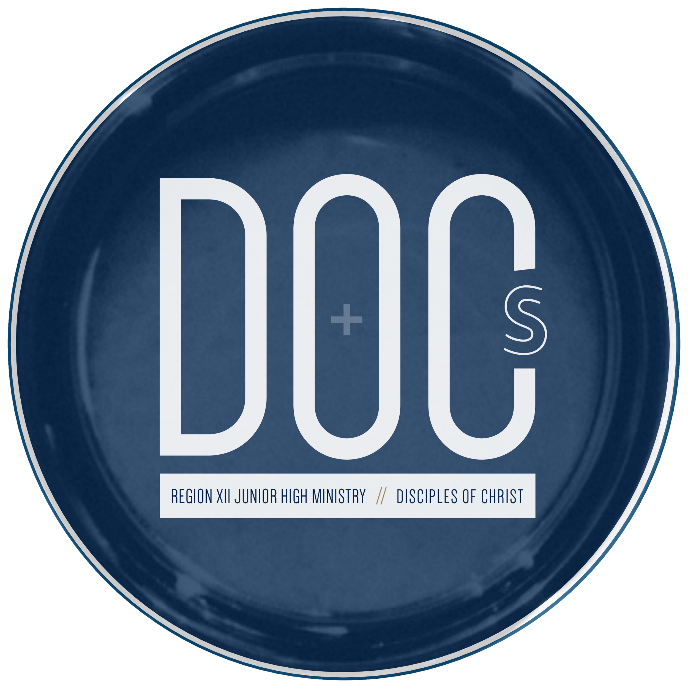 DOCs
REGION XII JUNIOR HIGH MINISTRY // DISCIPLES OF CHRIST